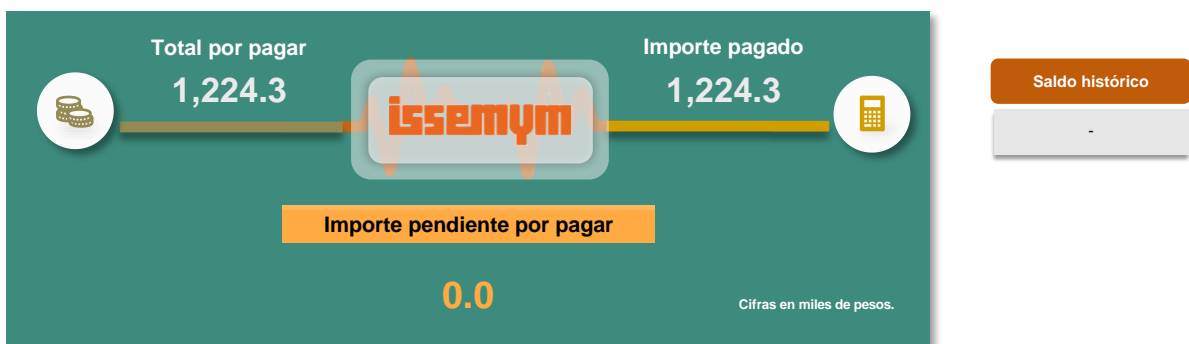 Total por pagar
1,224.3
issemym
Importe pagado
1,224.3
Importe pendiente por pagar
0.0
Cifras en miles de pesos.
Saldo histórico
-